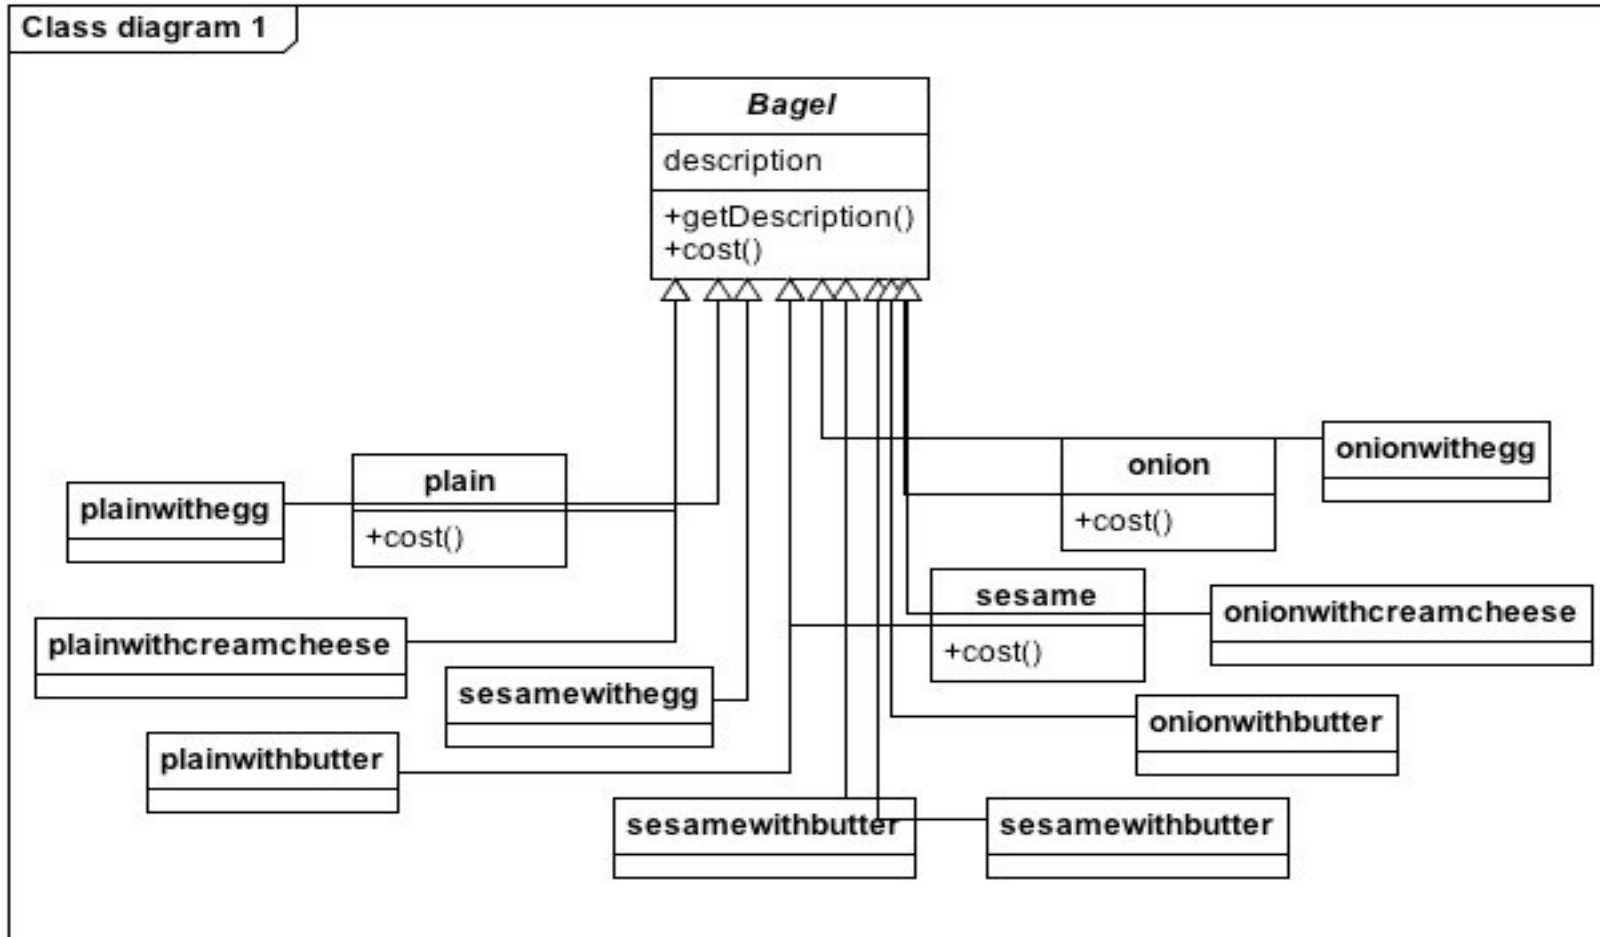 Class diagram 1
Bagel
description
+getDescription()
+cost()
onionwithegg
onion
+cost()
plain
+cost()
plainwithegg
sesame
+cost()
onionwithcreamcheese
plainwithcreamcheese
sesamewithegg
onionwithbutter
plainwithbutter
sesamewithbutter
sesamewithbutter